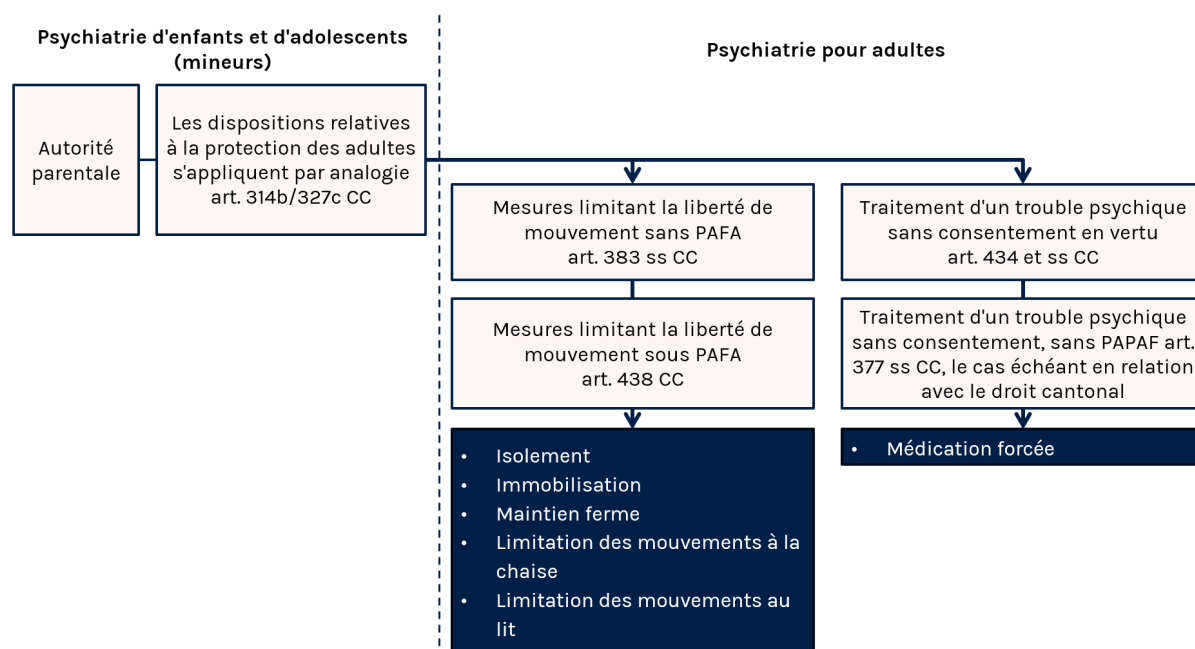 Psychiatrie d'enfants et d'adolescents
(mineurs)
Psychiatrie pour adultes
Autorité
parentale
Les dispositions relatives
à la protection des adultes
s'appliquent par analogie
art. 314b/327c CC
Mesures limitant la liberté de
mouvement sans PAFA
art. 383 ss CC
Traitement d'un trouble psychique
sans consentement en vertu
art. 434 et ss CC
Mesures limitant la liberté de
mouvement sous PAFA
art. 438 CC
Traitement d'un trouble psychique
sans consentement, sans PAPAF art.
377 ss CC, le cas échéant en relation
avec le droit cantonal
• Isolement
• Immobilisation
• Maintien ferme
• Limitation des mouvements à la
chaise
• Limitation des mouvements au
lit
• Médication forcée